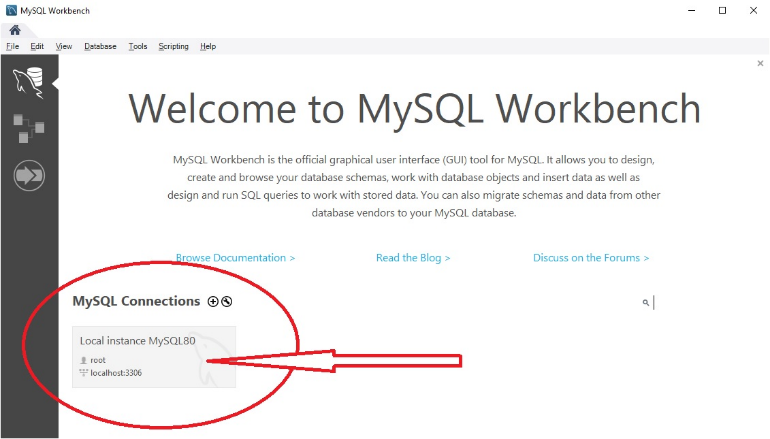 MySQL Workbench
File Edit View Database Tools Scripting Help
Welcome to MySQL Workbench
MySQL Workbench is the official graphical user interface (GUI) tool for MySQL. It allows you to design,
create and browse your database schemas, work with database objects and insert data as well as
design and run SQL queries to work with stored data. You can also migrate schemas and data from other
database vendors to your MySQL database.
Browse Documentation > Read the Blog > Discuss on the Forums >
MySQL Connections
Local instance MySQL80
root
localhost:3306